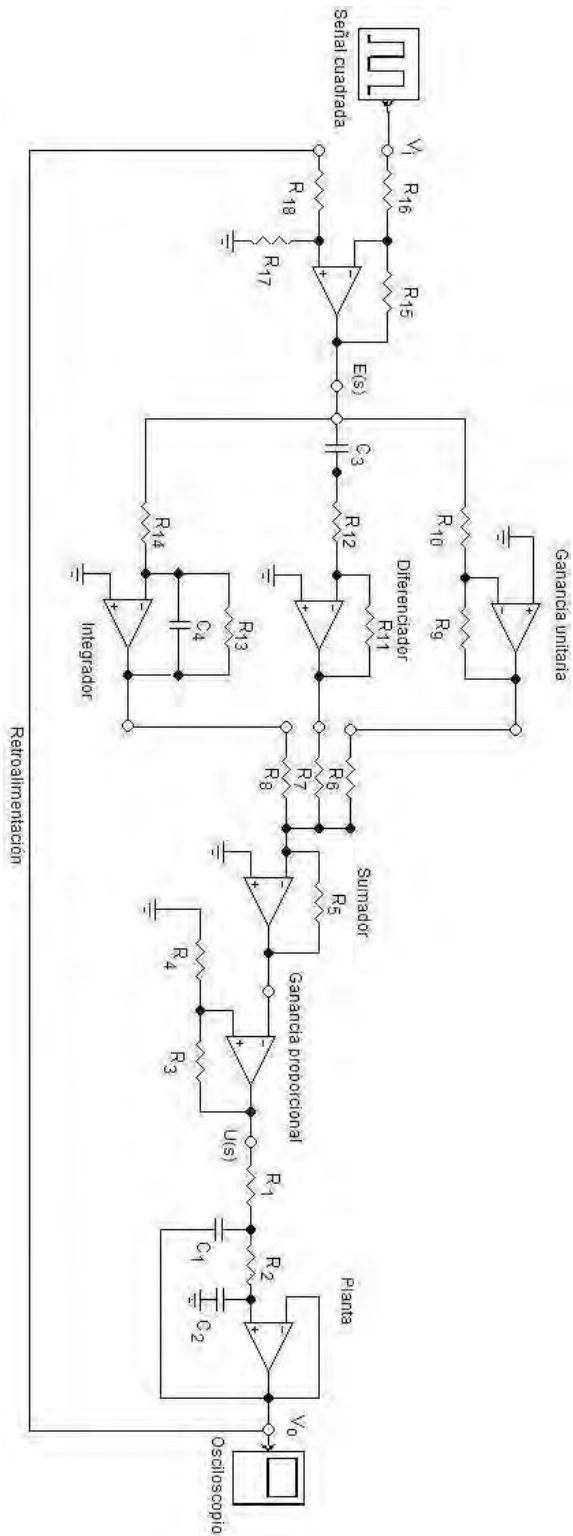 Señal cuadrada
Vi
R16
R15
R18
R17
E(s)
Ganancia unitaria
R10
R9
C3
R12
Diferenciador
R11
R14
R13
C4
Integrador
R6
R7
R8
Sumador
R5
Ganancia proporcional
R4
R3
U(s)
R1
C1
R2
C2
Planta
Vo
Osciloscopio
Retroalimentación
+
−
+
−
+
−
+
−
+
−
+
−
+
−